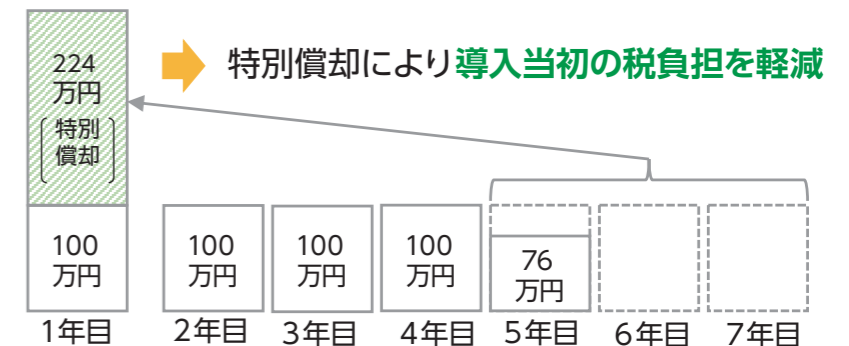 特別償却により導入当初の税負担を軽減
224
万円
特別
償却
100
万円
100
万円
100
万円
100
万円
76
万円
1年目
2年目
3年目
4年目
5年目
6年目
7年目